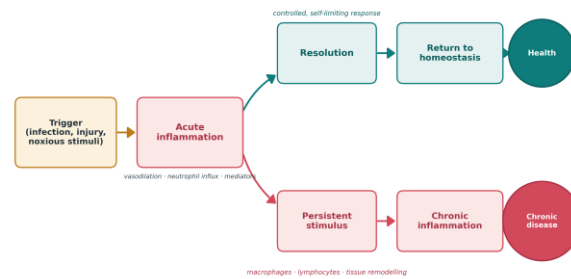 controlled, self-limiting response
Resolution
Return to
homeostasis
Health
Trigger
(infection, injury,
noxious stimuli)
Acute
inflammation
vasodilation · neutrophil influx · mediators
Persistent
stimulus
Chronic
inflammation
Chronic
disease
macrophages · lymphocytes · tissue remodelling